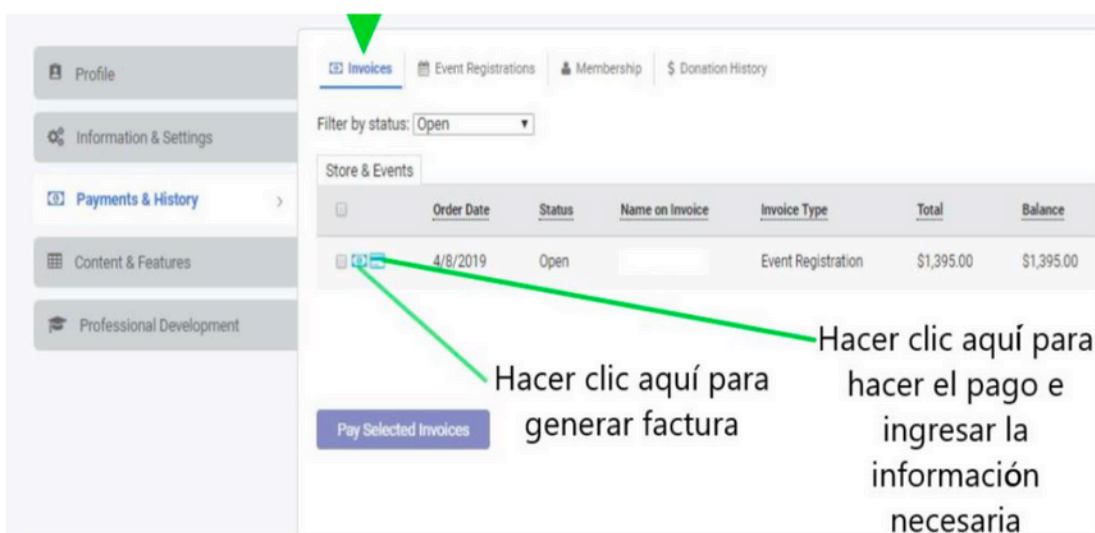 Profile
Information & Settings
Payments & History
Content & Features
Professional Development
Invoices Event Registrations Membership $ Donation History
Filter by status: Open
Store & Events
Order Date Status Name on Invoice Invoice Type Total Balance
4/8/2019 Open Event Registration $1,395.00 $1,395.00
Hacer clic aquí para
generar factura
Hacer clic aquí para
hacer el pago e
ingresar la
información
necesaria
Pay Selected Invoices